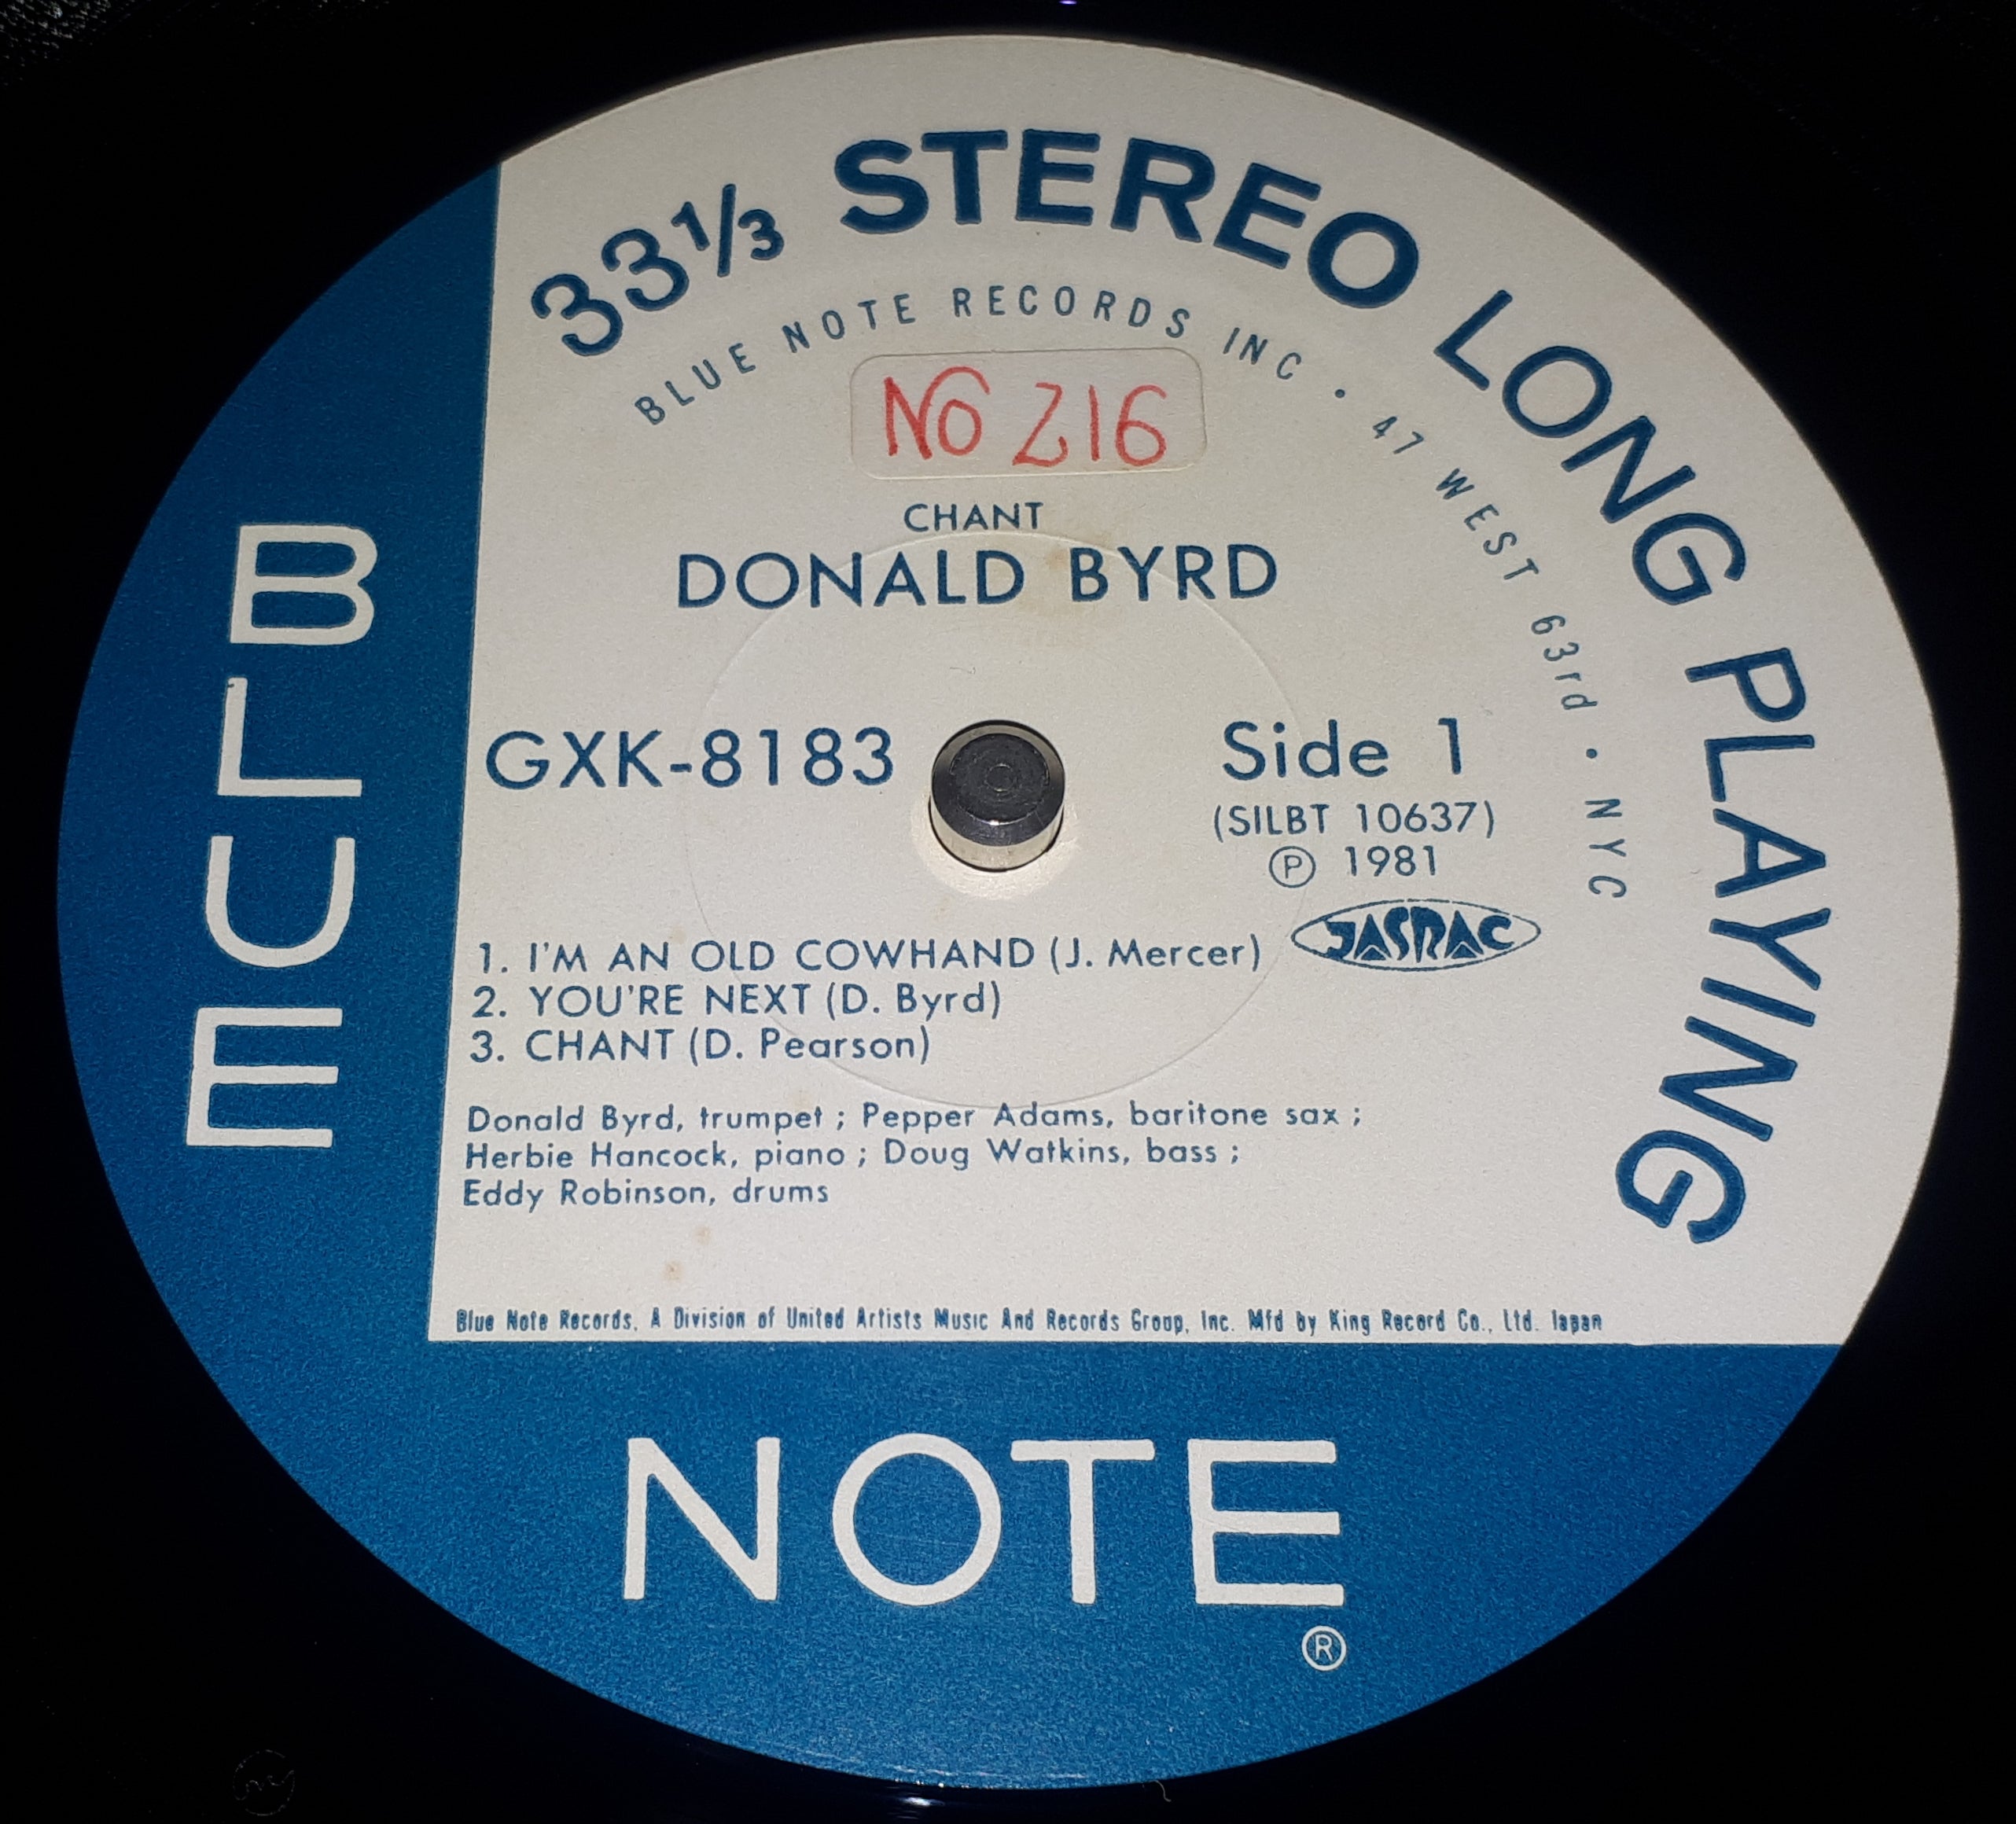 33⅓ STEREO LONG PLAYING
BLUE NOTE RECORDS INC · 47 WEST 63rd · NYC
NO 216
CHANT
DONALD BYRD
GXK-8183
Side 1
(SILBT 10637)
Ⓟ 1981
JASRAC
1. I'M AN OLD COWHAND (J. Mercer)
2. YOU'RE NEXT (D. Byrd)
3. CHANT (D. Pearson)
Donald Byrd, trumpet ; Pepper Adams, baritone sax ;
Herbie Hancock, piano ; Doug Watkins, bass ;
Eddy Robinson, drums
Blue Note Records, A Division of United Artists Music And Records Group, Inc. Mfd by King Record Co., Ltd. Japan
BLUE
NOTE
®